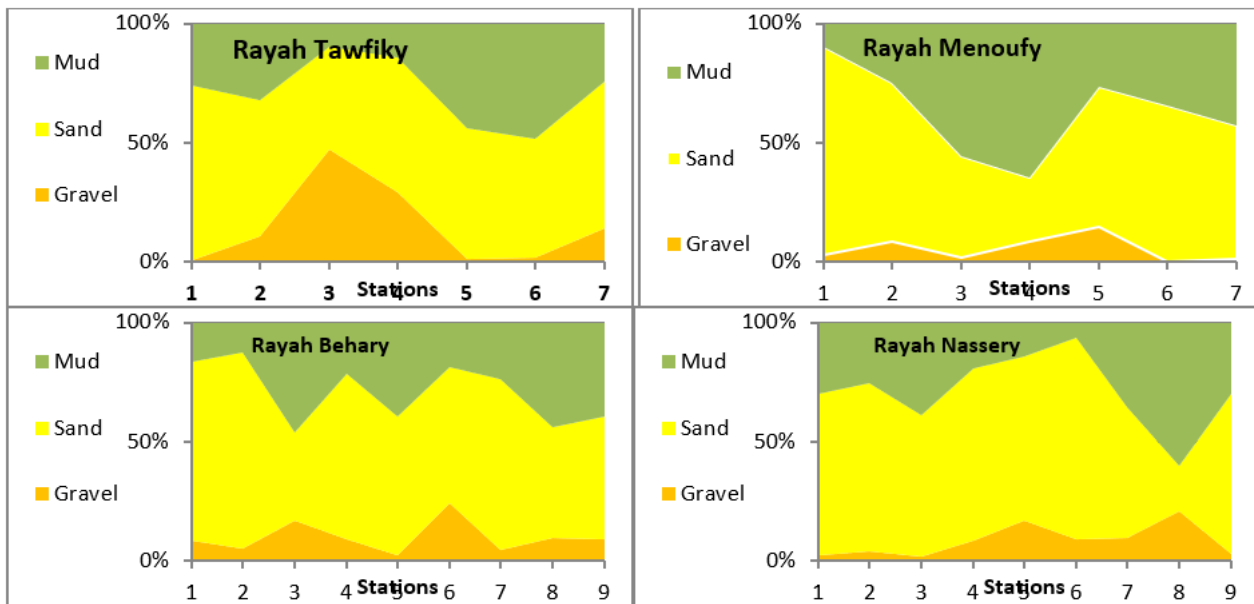 Rayah Tawfiky
Mud
Sand
Gravel
100%
50%
0%
1 2 3 4 5 6 7
Stations
Rayah Menoufy
Mud
Sand
Gravel
100%
50%
0%
1 2 3 4 5 6 7
Stations
Rayah Behary
Mud
Sand
Gravel
100%
50%
0%
1 2 3 4 5 6 7 8 9
Stations
Rayah Nassery
Mud
Sand
Gravel
100%
50%
0%
1 2 3 4 5 6 7 8 9
Stations